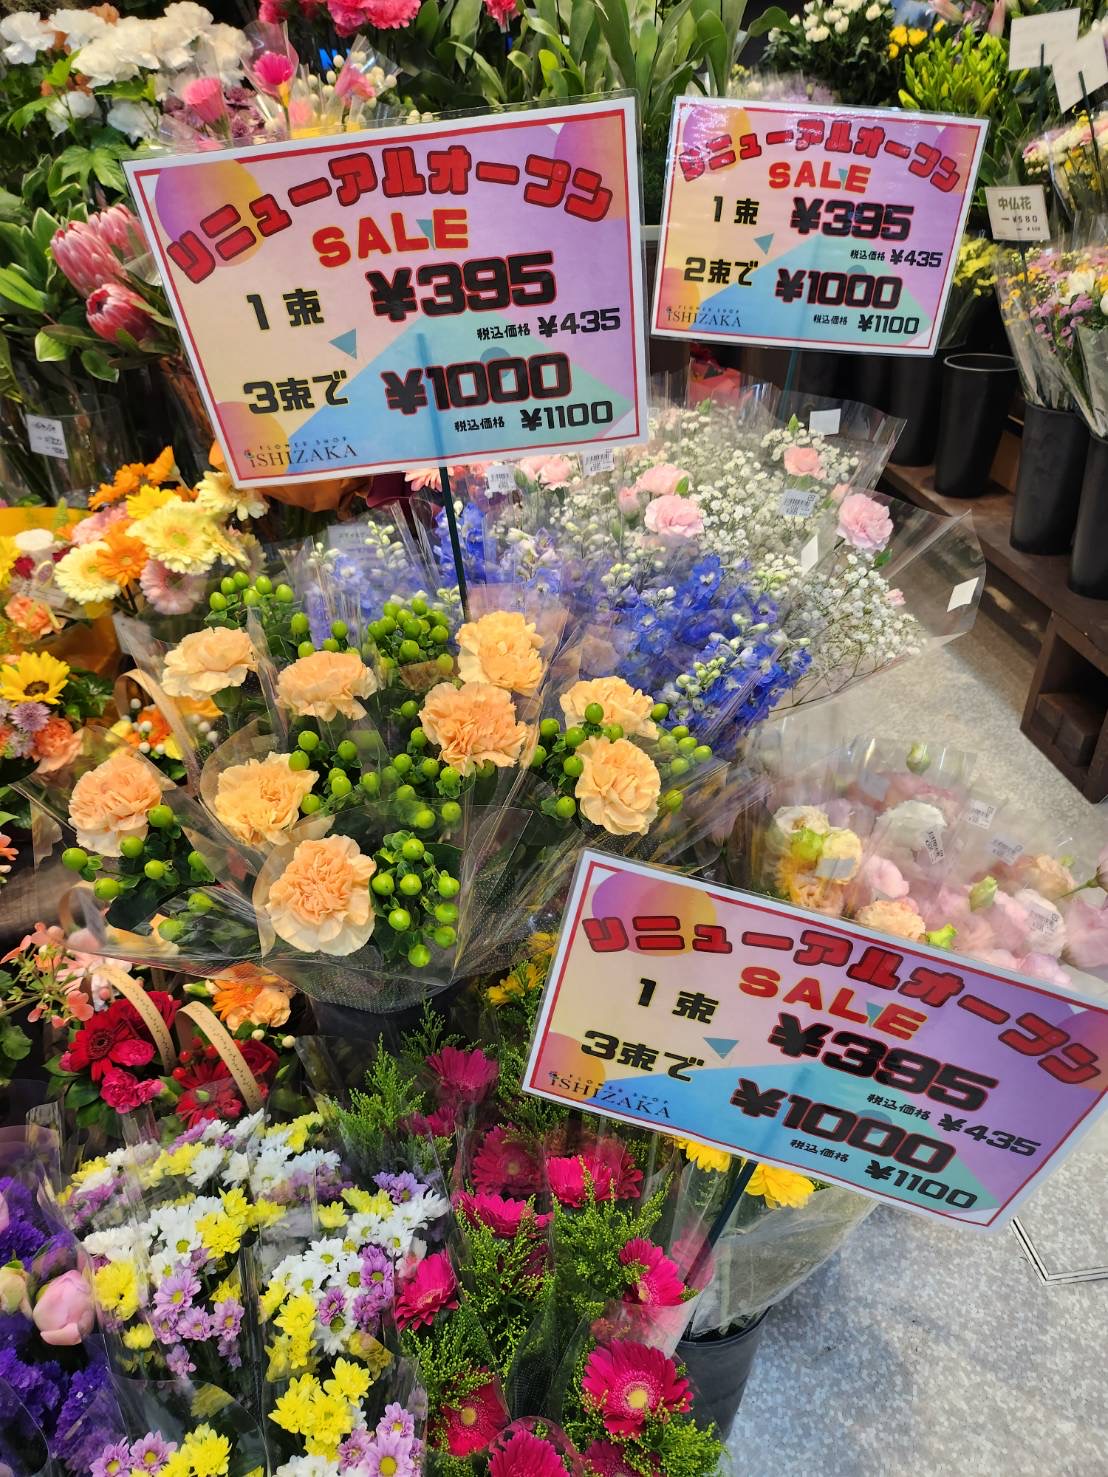 リニューアルオープン
SALE
1束 ¥395
税込価格 ¥435
3束で ¥1000
税込価格 ¥1100
FLOWER SHOP
iSHIZAKA
リニューアルオープン
SALE
1束 ¥395
税込価格 ¥435
2束で ¥1000
税込価格 ¥1100
FLOWER SHOP
iSHIZAKA
中仏花
¥580
リニューアルオープン
SALE
1束 ¥395
税込価格 ¥435
3束で ¥1000
税込価格 ¥1100
FLOWER SHOP
iSHIZAKA